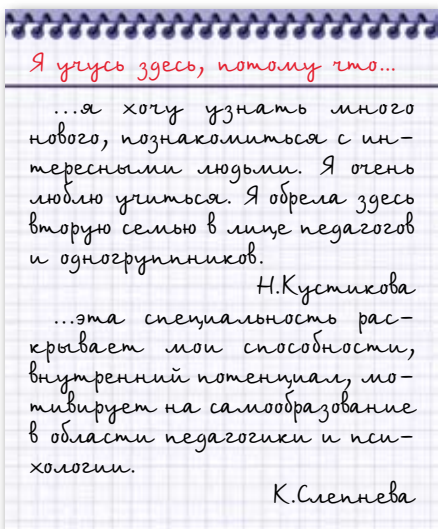 Я учусь здесь, потому что...
...я хочу узнать много
нового, познакомиться с ин-
тересными людьми. Я очень
люблю учиться. Я обрела здесь
вторую семью в лице педагогов
и одногруппников.
Н.Кустикова
...эта специальность рас-
крывает мои способности,
внутренний потенциал, мо-
тивирует на самообразование
в области педагогики и пси-
хологии.
К.Слепнева